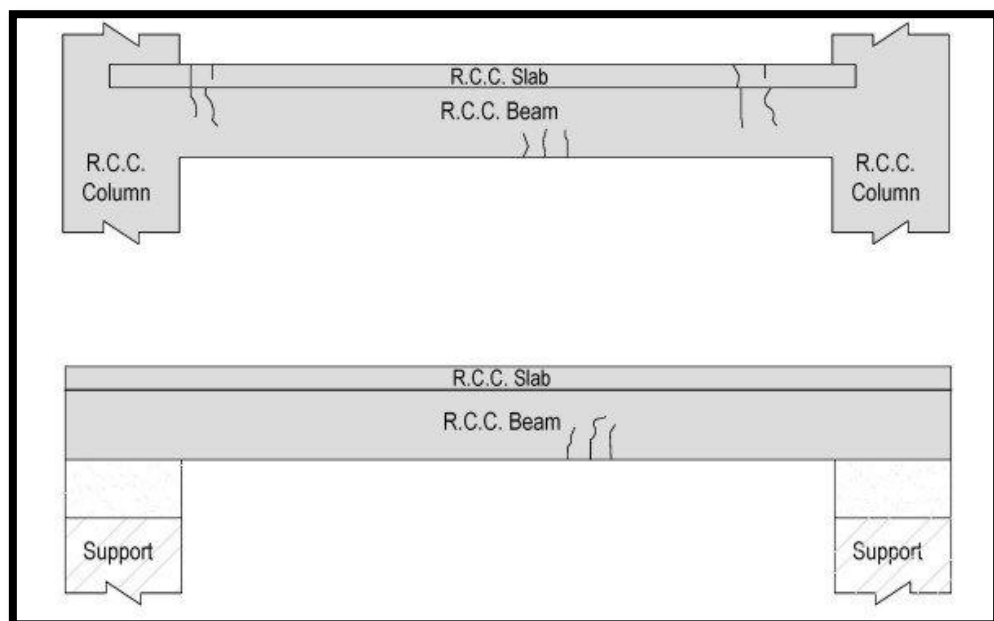 R.C.C. Slab
R.C.C. Beam
R.C.C.
Column
R.C.C.
Column
R.C.C. Slab
R.C.C. Beam
Support
Support